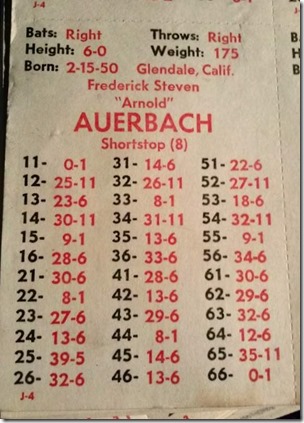 J-4
Bats: Right Throws: Right
Height: 6-0 Weight: 175
Born: 2-15-50 Glendale, Calif.
Frederick Steven
"Arnold"
AUERBACH
Shortstop (8)
11- 0-1 31- 14-6 51- 22-6
12- 25-11 32- 26-11 52- 27-11
13- 23-6 33- 8-1 53- 18-6
14- 30-11 34- 31-11 54- 32-11
15- 9-1 35- 13-6 55- 9-1
16- 28-6 36- 33-6 56- 34-6
21- 30-6 41- 28-6 61- 30-6
22- 8-1 42- 13-6 62- 29-6
23- 27-6 43- 29-6 63- 32-6
24- 13-6 44- 8-1 64- 12-6
25- 39-5 45- 14-6 65- 35-11
26- 32-6 46- 13-6 66- 0-1
J-4